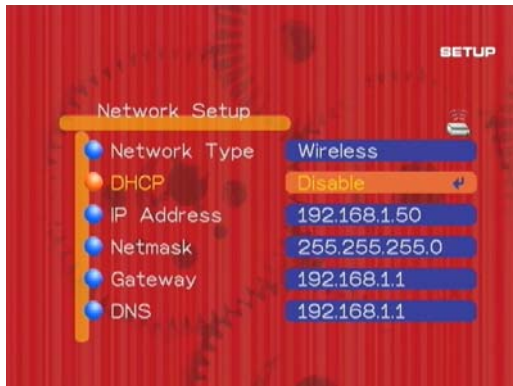 SETUP
Network Setup
Network Type Wireless
DHCP Disable
IP Address 192.168.1.50
Netmask 255.255.255.0
Gateway 192.168.1.1
DNS 192.168.1.1